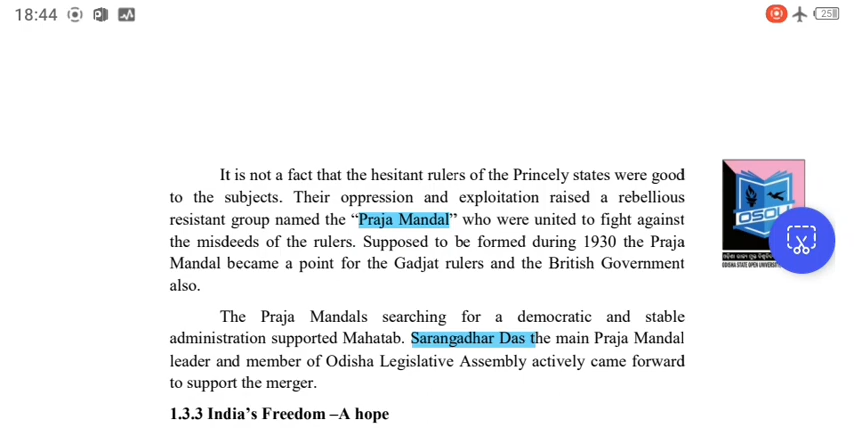 18:44
25
It is not a fact that the hesitant rulers of the Princely states were good
to the subjects. Their oppression and exploitation raised a rebellious
resistant group named the “Praja Mandal” who were united to fight against
the misdeeds of the rulers. Supposed to be formed during 1930 the Praja
Mandal became a point for the Gadjat rulers and the British Government
also.
OSOU
ODISHA STATE OPEN
The Praja Mandals searching for a democratic and stable
administration supported Mahatab. Sarangadhar Das the main Praja Mandal
leader and member of Odisha Legislative Assembly actively came forward
to support the merger.
1.3.3 India’s Freedom –A hope